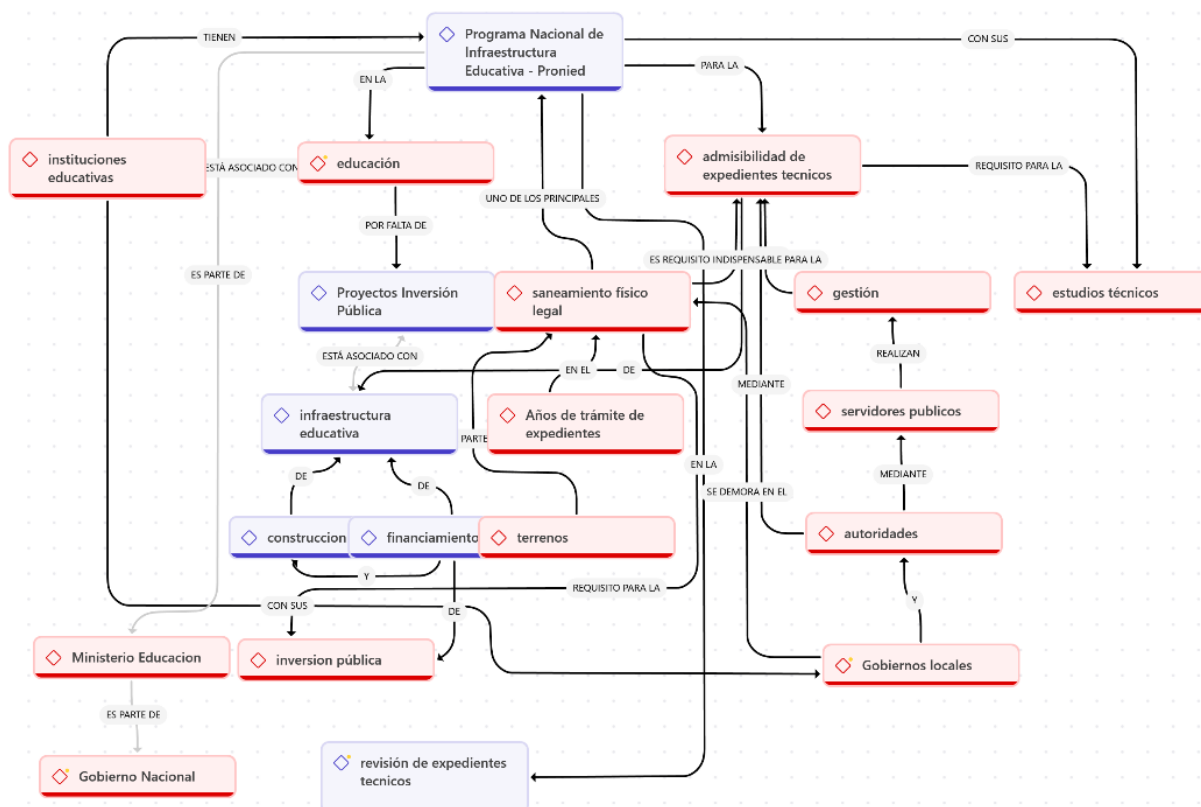 TIENEN
Programa Nacional de
Infraestructura
Educativa - Pronied
CON SUS
EN LA
PARA LA
instituciones
educativas
ESTÁ ASOCIADO CON
educación
admisibilidad de
expedientes tecnicos
REQUISITO PARA LA
UNO DE LOS PRINCIPALES
POR FALTA DE
ES PARTE DE
ES REQUISITO INDISPENSABLE PARA LA
Proyectos Inversión
Pública
saneamiento físico
legal
gestión
estudios técnicos
ESTÁ ASOCIADO CON
EN EL
DE
REALIZAN
MEDIANTE
infraestructura
educativa
Años de trámite de
expedientes
servidores publicos
PARTE
EN LA
DE
DE
MEDIANTE
SE DEMORA EN EL
construccion
financiamiento
terrenos
autoridades
Y
REQUISITO PARA LA
CON SUS
DE
Y
Ministerio Educacion
inversion pública
Gobiernos locales
ES PARTE DE
Gobierno Nacional
revisión de expedientes
tecnicos